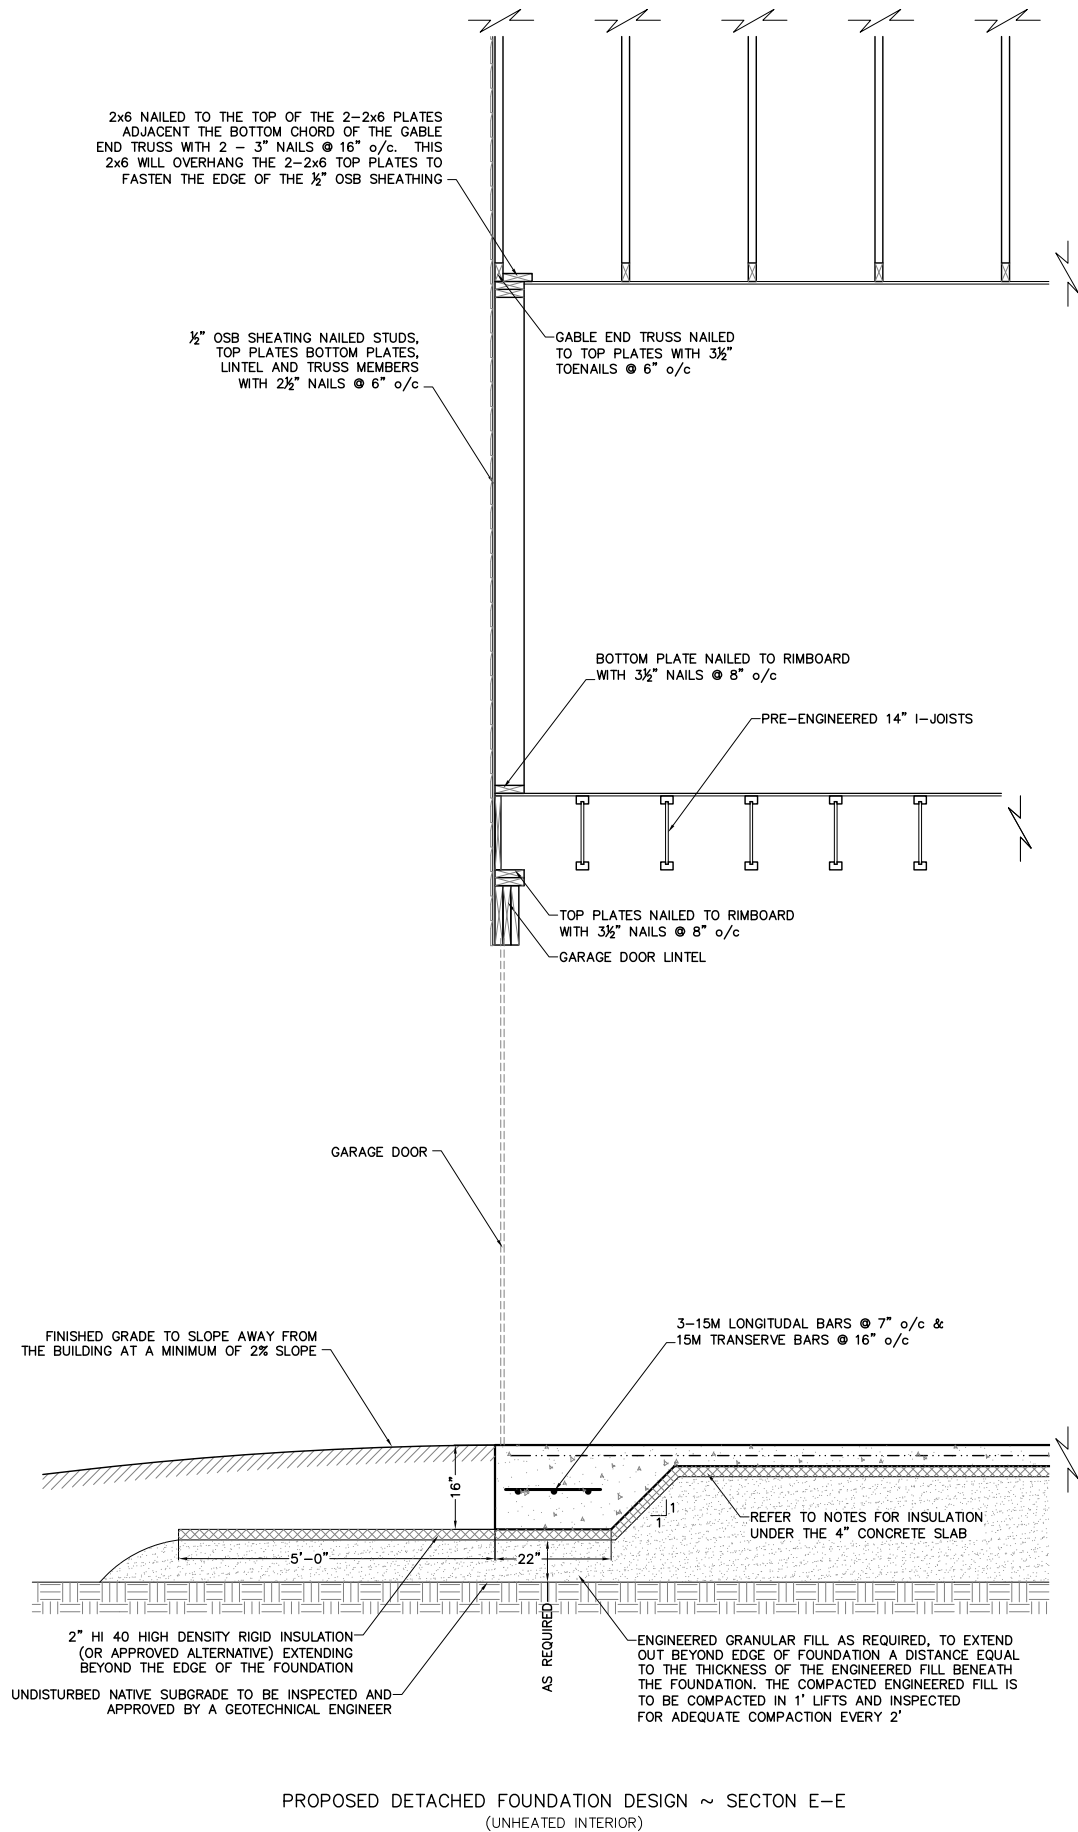 2x6 NAILED TO THE TOP OF THE 2-2x6 PLATES
ADJACENT THE BOTTOM CHORD OF THE GABLE
END TRUSS WITH 2 - 3" NAILS @ 16" o/c. THIS
2x6 WILL OVERHANG THE 2-2x6 TOP PLATES TO
FASTEN THE EDGE OF THE ½" OSB SHEATHING
½" OSB SHEATING NAILED STUDS,
TOP PLATES BOTTOM PLATES,
LINTEL AND TRUSS MEMBERS
WITH 2½" NAILS @ 6" o/c
GABLE END TRUSS NAILED
TO TOP PLATES WITH 3½"
TOENAILS @ 6" o/c
BOTTOM PLATE NAILED TO RIMBOARD
WITH 3½" NAILS @ 8" o/c
PRE-ENGINEERED 14" I-JOISTS
TOP PLATES NAILED TO RIMBOARD
WITH 3½" NAILS @ 8" o/c
GARAGE DOOR LINTEL
GARAGE DOOR
3-15M LONGITUDAL BARS @ 7" o/c &
15M TRANSERVE BARS @ 16" o/c
FINISHED GRADE TO SLOPE AWAY FROM
THE BUILDING AT A MINIMUM OF 2% SLOPE
16"
1
1
REFER TO NOTES FOR INSULATION
UNDER THE 4" CONCRETE SLAB
5'-0"
22"
AS REQUIRED
2" HI 40 HIGH DENSITY RIGID INSULATION
(OR APPROVED ALTERNATIVE) EXTENDING
BEYOND THE EDGE OF THE FOUNDATION
UNDISTURBED NATIVE SUBGRADE TO BE INSPECTED AND
APPROVED BY A GEOTECHNICAL ENGINEER
ENGINEERED GRANULAR FILL AS REQUIRED, TO EXTEND
OUT BEYOND EDGE OF FOUNDATION A DISTANCE EQUAL
TO THE THICKNESS OF THE ENGINEERED FILL BENEATH
THE FOUNDATION. THE COMPACTED ENGINEERED FILL IS
TO BE COMPACTED IN 1' LIFTS AND INSPECTED
FOR ADEQUATE COMPACTION EVERY 2'
PROPOSED DETACHED FOUNDATION DESIGN ~ SECTON E-E
(UNHEATED INTERIOR)